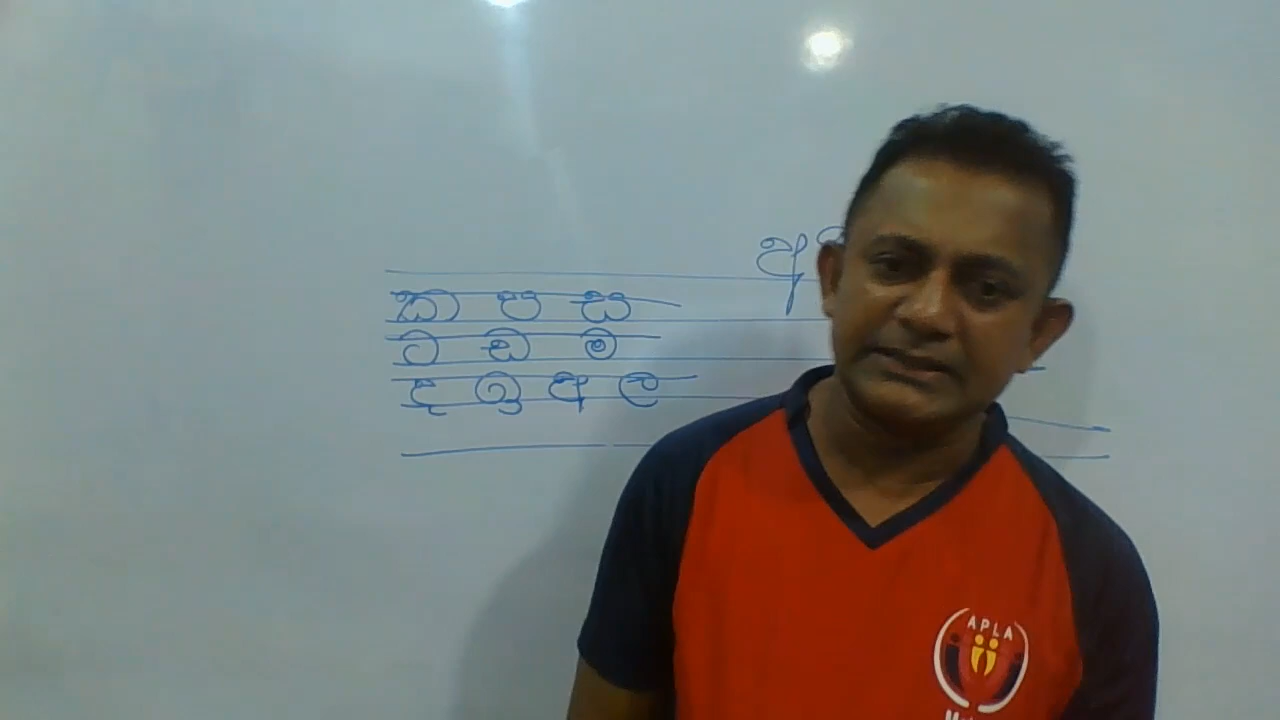 අ
ක ප ස
ට ඩ ම
ද ඉ අ ල
APLA